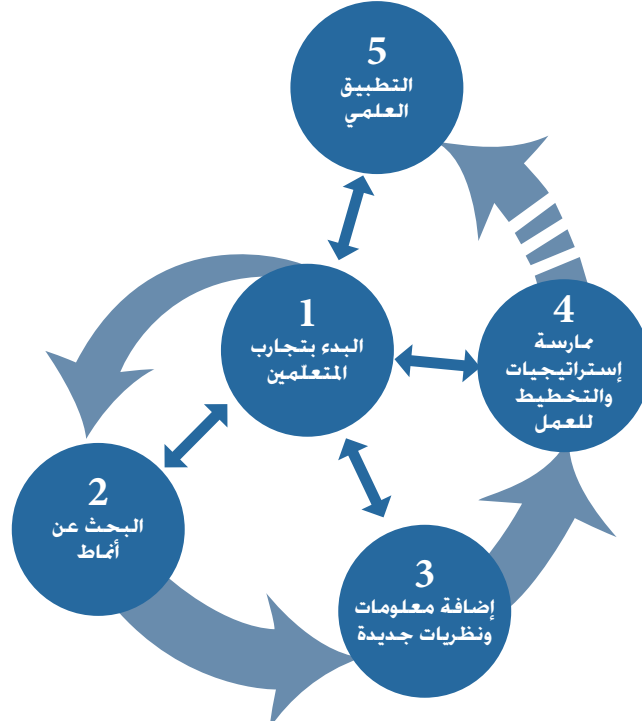 5
التطبيق
العلمي
1
البدء بتجارب
المتعلمين
4
ممارسة
إستراتيجيات
والتخطيط
للعمل
2
البحث عن
أنماط
3
إضافة معلومات
ونظريات جديدة